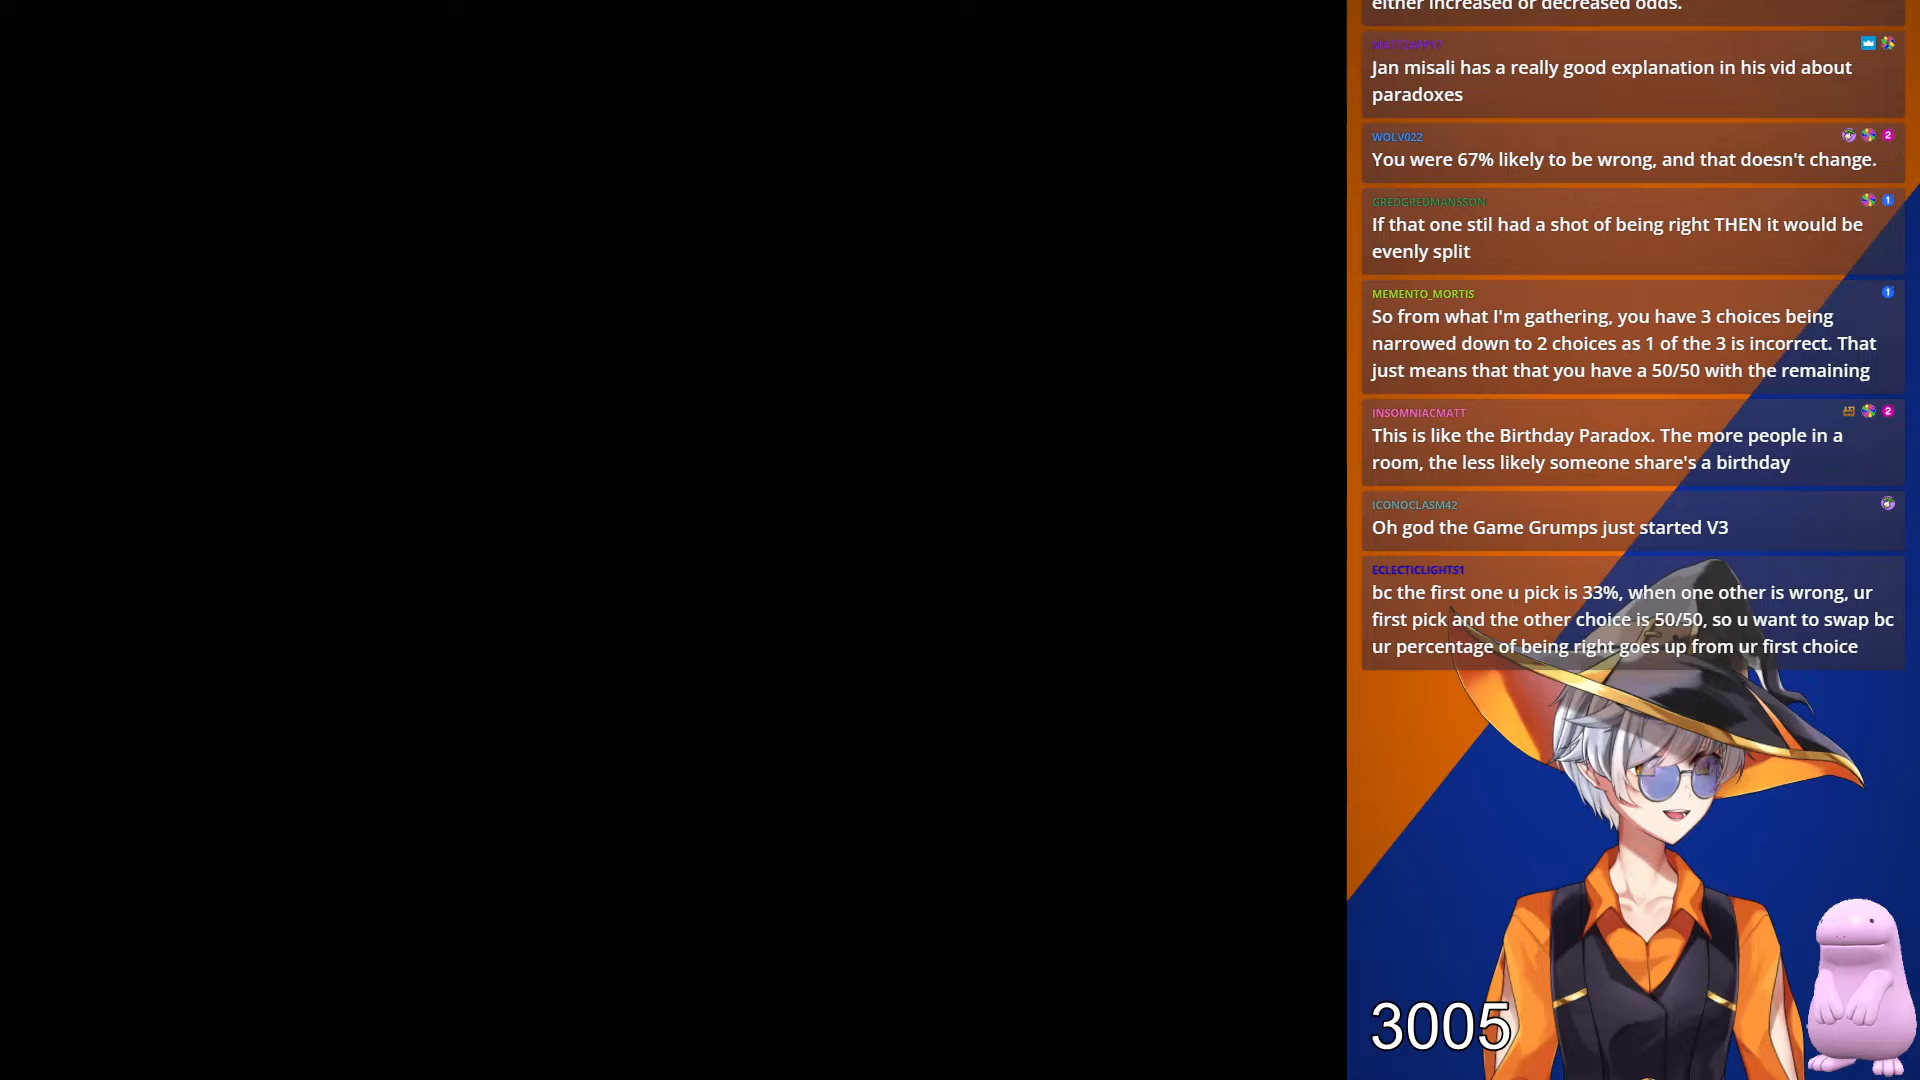 either increased or decreased odds.
MATTZARR17
Jan misali has a really good explanation in his vid about
paradoxes
WOLV022
2
You were 67% likely to be wrong, and that doesn't change.
GREDGREDMANSSON
1
If that one stil had a shot of being right THEN it would be
evenly split
MEMENTO_MORTIS
1
So from what I'm gathering, you have 3 choices being
narrowed down to 2 choices as 1 of the 3 is incorrect. That
just means that that you have a 50/50 with the remaining
INSOMNIACMATT
2
This is like the Birthday Paradox. The more people in a
room, the less likely someone share's a birthday
ICONOCLASM42
Oh god the Game Grumps just started V3
ECLECTICLIGHTS1
bc the first one u pick is 33%, when one other is wrong, ur
first pick and the other choice is 50/50, so u want to swap bc
ur percentage of being right goes up from ur first choice
3005